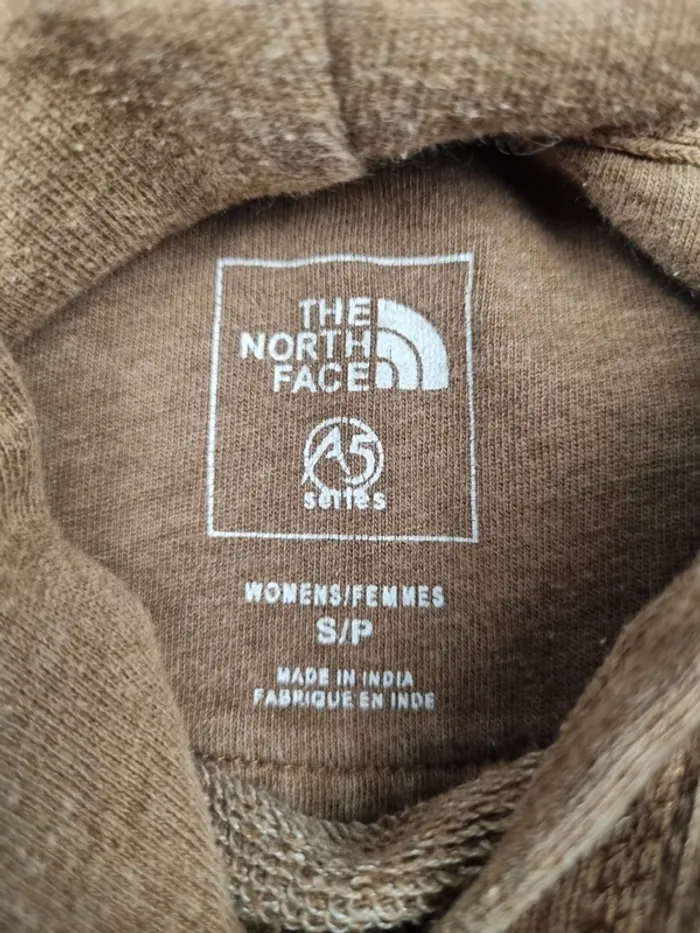 THE
NORTH
FACE
A5
series
WOMENS/FEMMES
S/P
MADE IN INDIA
FABRIQUE EN INDE